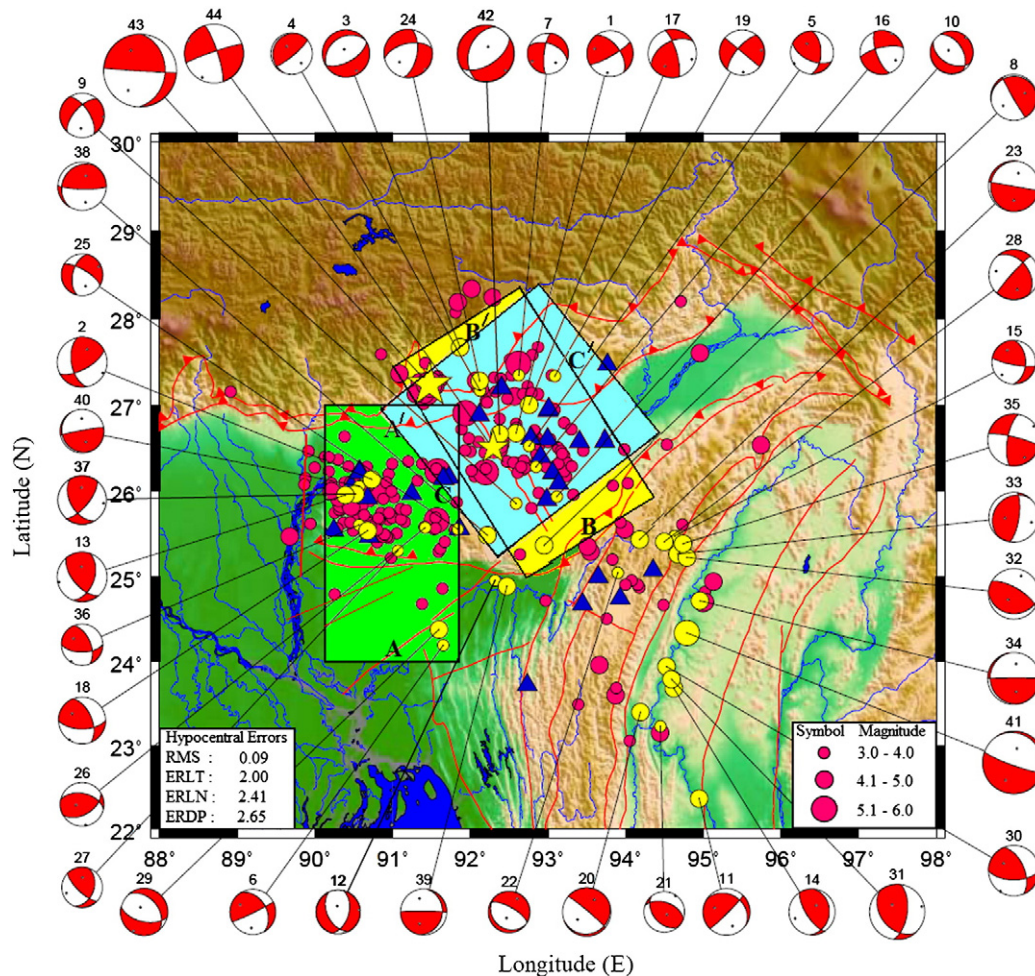 43 44 4 3 24 42 7 1 17 19 5 16 10
9 8
38 23
25 28
2 15
40 35
37 33
13 32
36 34
18 41
26 30
27 29 6 12 39 22 20 21 11 14 31
30°
29°
28°
27°
26°
25°
24°
23°
22°
Latitude (N)
B′
C′
A′
C
B
A
Hypocentral Errors
RMS : 0.09
ERLT : 2.00
ERLN : 2.41
ERDP : 2.65
Symbol Magnitude
3.0 - 4.0
4.1 - 5.0
5.1 - 6.0
88° 89° 90° 91° 92° 93° 94° 95° 96° 97° 98°
Longitude (E)